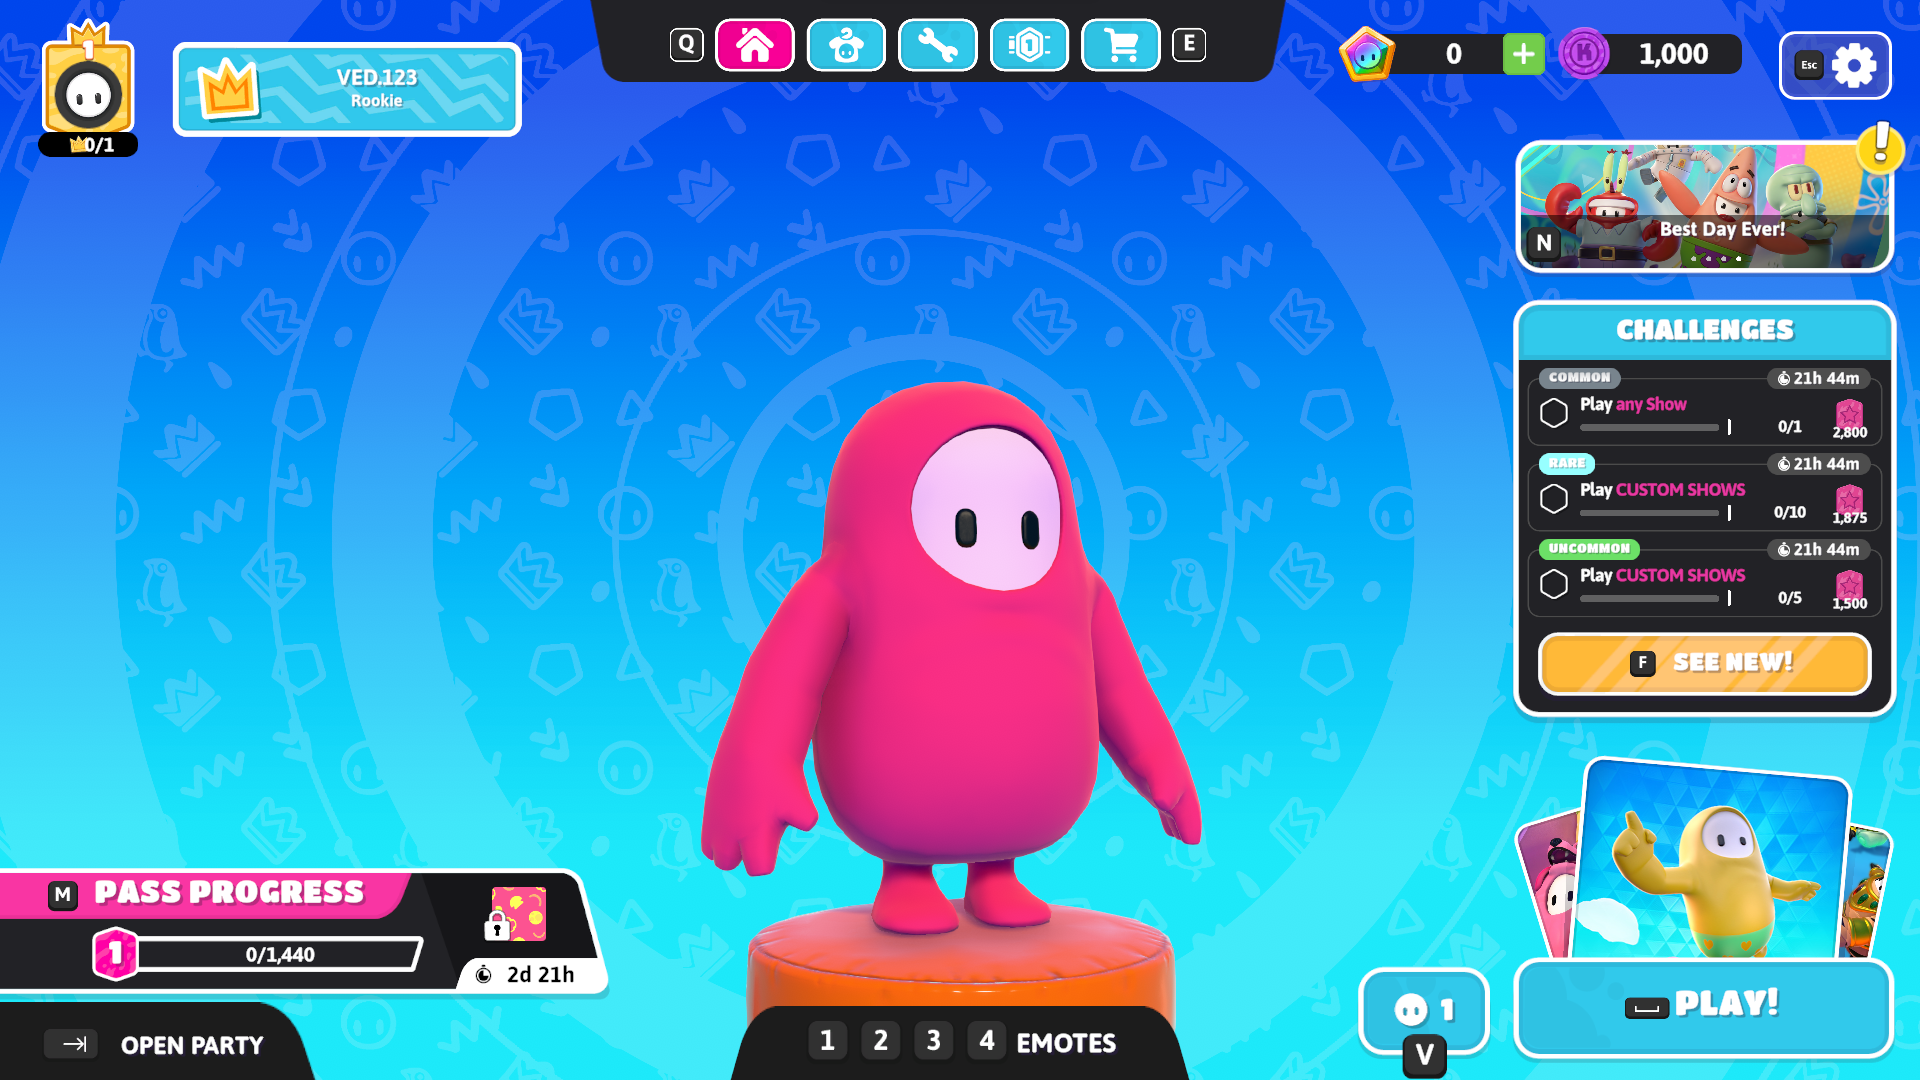 1
0/1
VED.123
Rookie
Q
1
E
0
K
1,000
Esc
Best Day Ever!
N
CHALLENGES
COMMON
21h 44m
Play any Show
0/1
2,800
RARE
21h 44m
Play CUSTOM SHOWS
0/10
1,875
UNCOMMON
21h 44m
Play CUSTOM SHOWS
0/5
1,500
F SEE NEW!
M PASS PROGRESS
1
0/1,440
2d 21h
OPEN PARTY
1 2 3 4 EMOTES
1
V
PLAY!